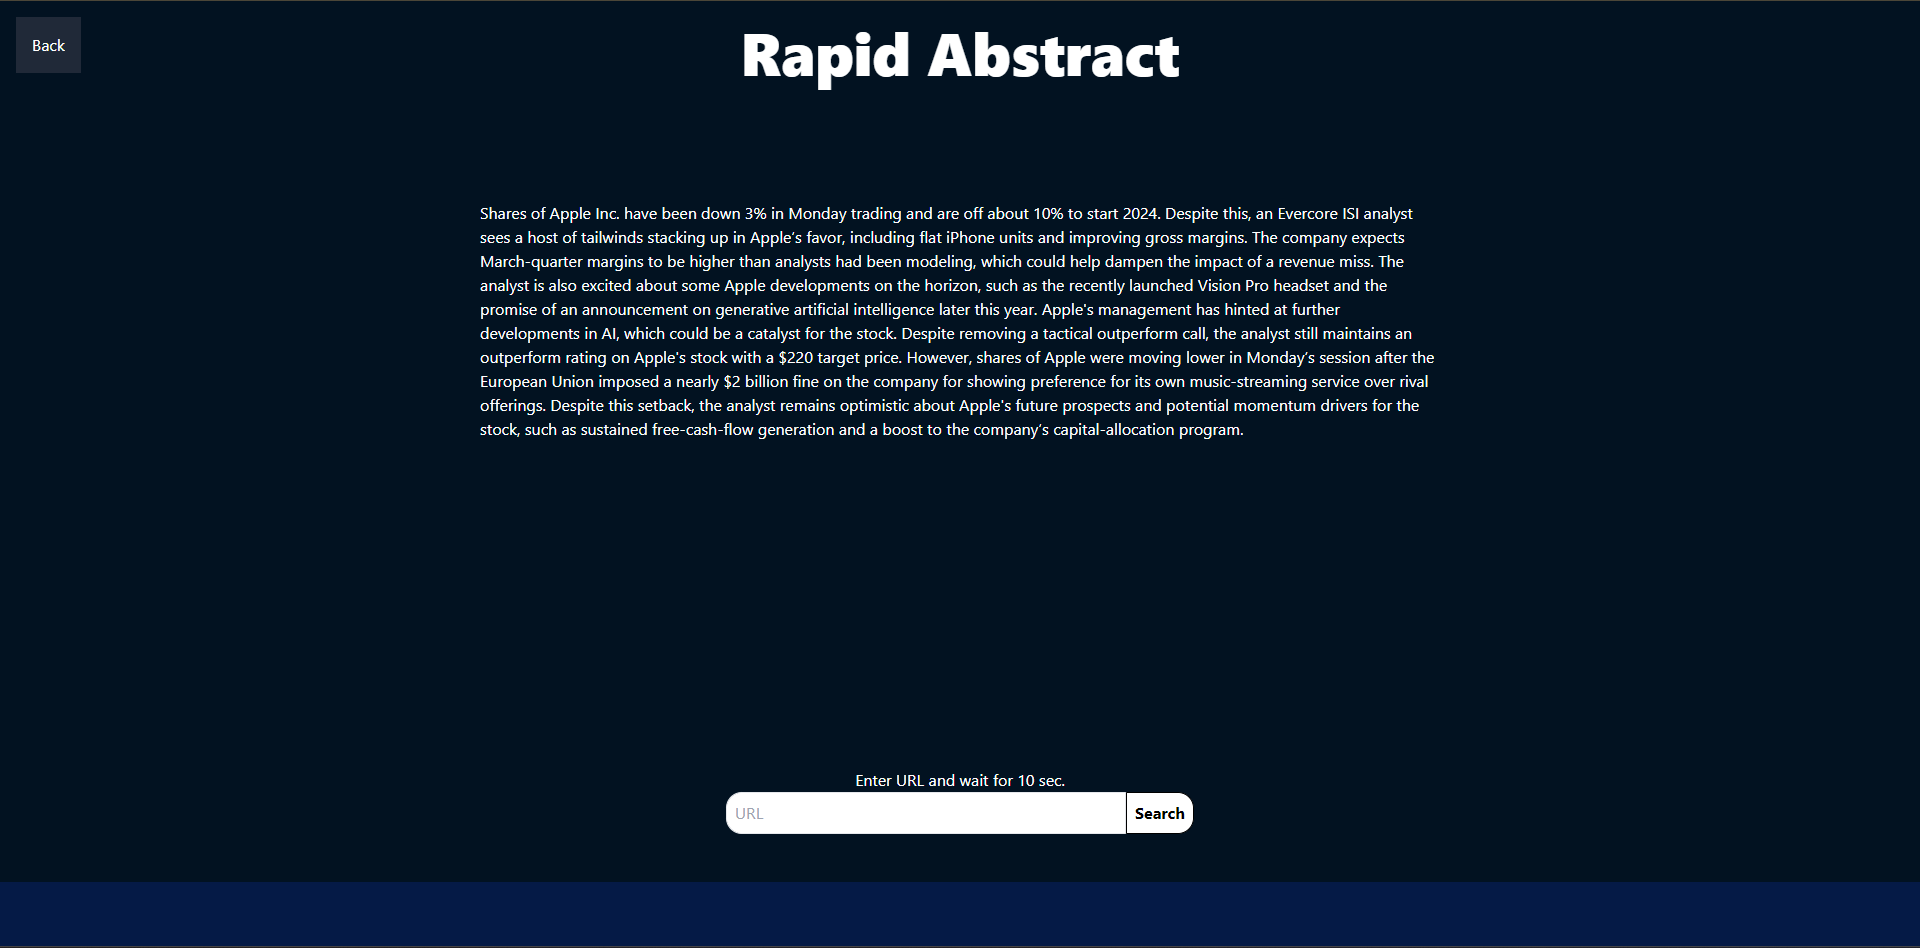 Back
Rapid Abstract
Shares of Apple Inc. have been down 3% in Monday trading and are off about 10% to start 2024. Despite this, an Evercore ISI analyst
sees a host of tailwinds stacking up in Apple’s favor, including flat iPhone units and improving gross margins. The company expects
March-quarter margins to be higher than analysts had been modeling, which could help dampen the impact of a revenue miss. The
analyst is also excited about some Apple developments on the horizon, such as the recently launched Vision Pro headset and the
promise of an announcement on generative artificial intelligence later this year. Apple's management has hinted at further
developments in AI, which could be a catalyst for the stock. Despite removing a tactical outperform call, the analyst still maintains an
outperform rating on Apple's stock with a $220 target price. However, shares of Apple were moving lower in Monday’s session after the
European Union imposed a nearly $2 billion fine on the company for showing preference for its own music-streaming service over rival
offerings. Despite this setback, the analyst remains optimistic about Apple's future prospects and potential momentum drivers for the
stock, such as sustained free-cash-flow generation and a boost to the company’s capital-allocation program.
Enter URL and wait for 10 sec.
URL
Search